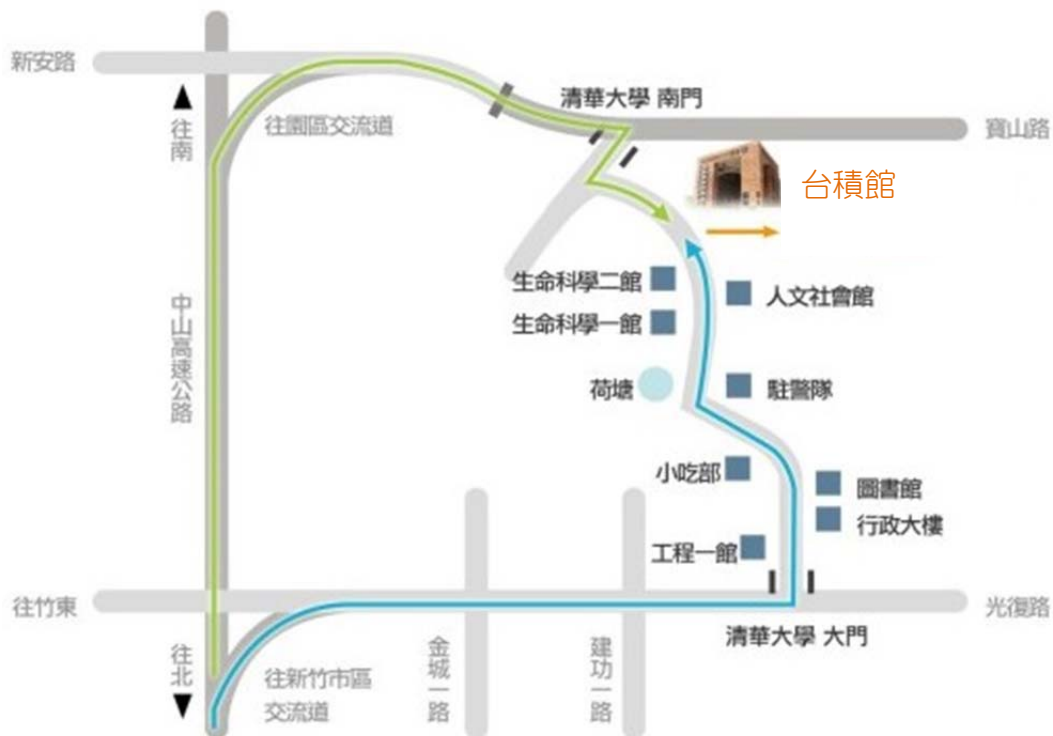 新安路
往南
往園區交流道
清華大學 南門
寶山路
台積館
中山高速公路
生命科學二館
人文社會館
生命科學一館
荷塘
駐警隊
小吃部
圖書館
行政大樓
工程一館
往竹東
光復路
清華大學 大門
往北
往新竹市區
交流道
金城一路
建功一路